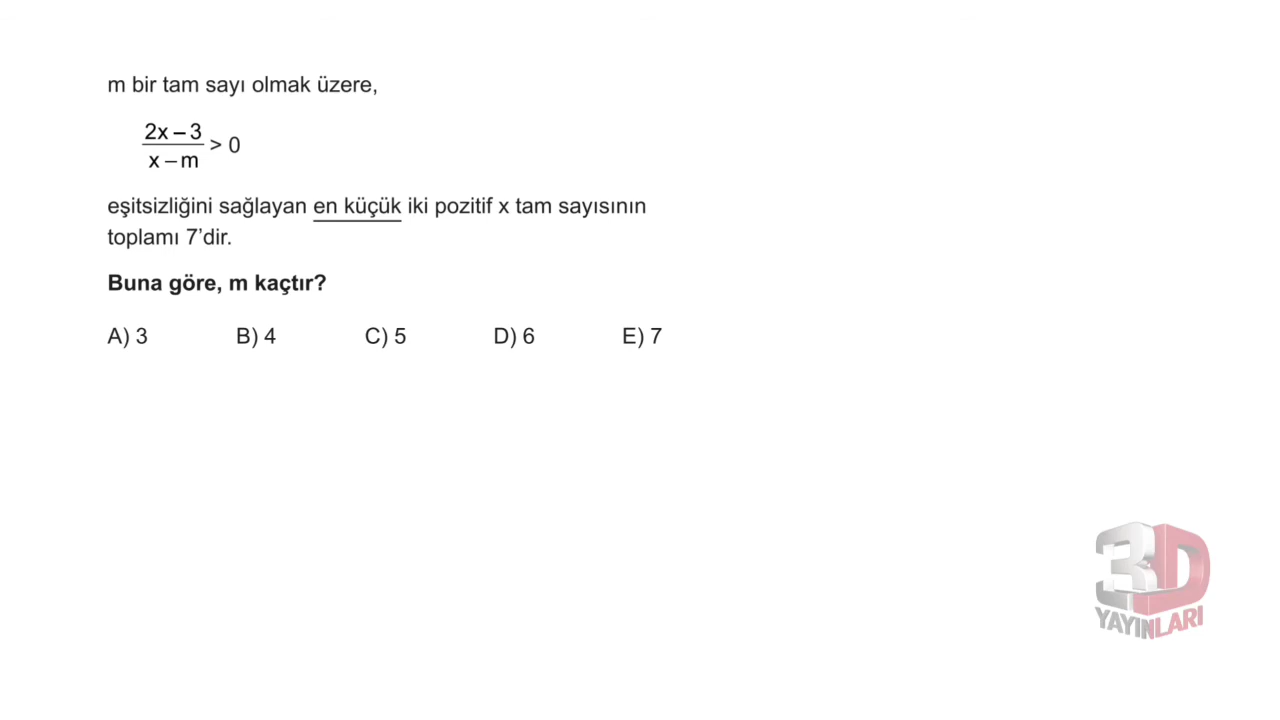 m bir tam sayı olmak üzere,
2x – 3
x – m
> 0
eşitsizliğini sağlayan en küçük iki pozitif x tam sayısının
toplamı 7’dir.
Buna göre, m kaçtır?
A) 3 B) 4 C) 5 D) 6 E) 7
3D
YAYINLARI